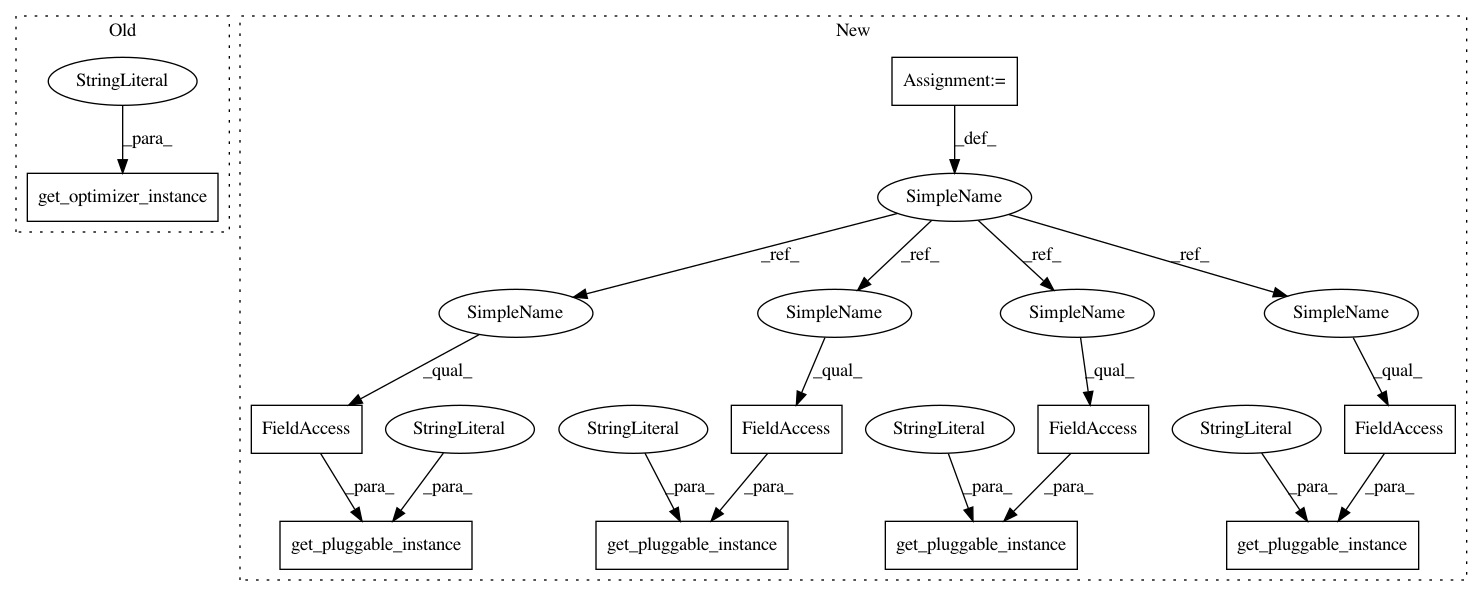 Old
New
StringLiteral
Assignment:=
_para_
_def_
get_optimizer_instance
SimpleName
_ref_
_ref_
_ref_
_ref_
SimpleName
SimpleName
SimpleName
SimpleName
_qual_
_qual_
_qual_
_qual_
FieldAccess
StringLiteral
StringLiteral
FieldAccess
StringLiteral
FieldAccess
StringLiteral
FieldAccess
_para_
_para_
_para_
_para_
_para_
_para_
_para_
_para_
get_pluggable_instance
get_pluggable_instance
get_pluggable_instance
get_pluggable_instance